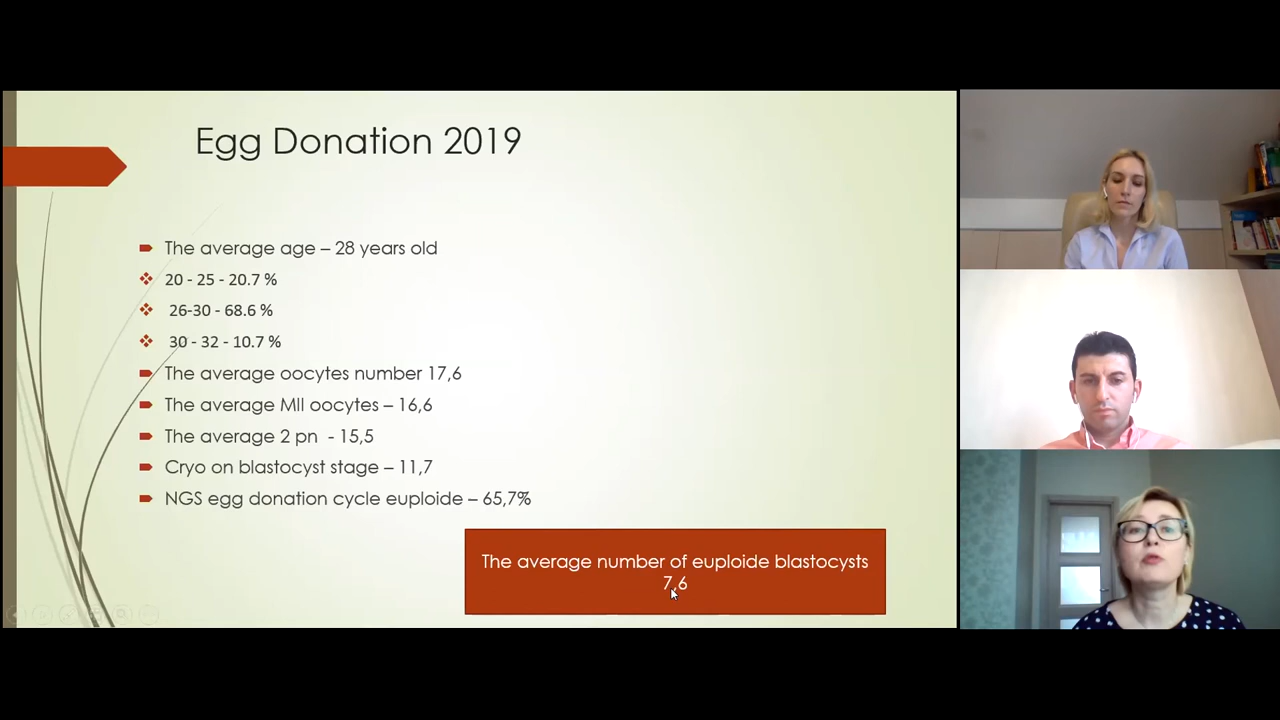 Egg Donation 2019
The average age – 28 years old
20 - 25 - 20.7 %
26-30 - 68.6 %
30 - 32 - 10.7 %
The average oocytes number 17,6
The average MII oocytes – 16,6
The average 2 pn - 15,5
Cryo on blastocyst stage – 11,7
NGS egg donation cycle euploide – 65,7%
The average number of euploide blastocysts
7,6